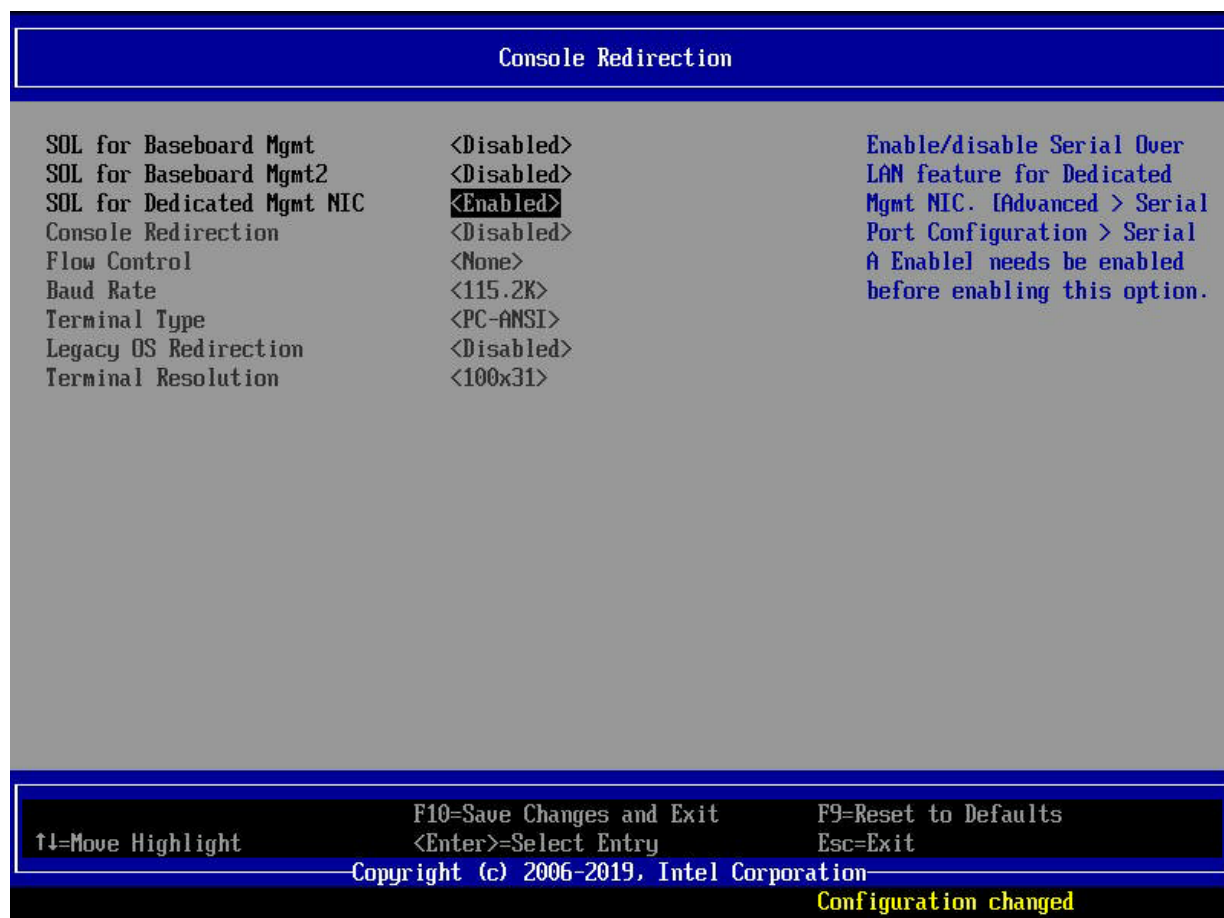 Console Redirection
SOL for Baseboard Mgmt <Disabled>
SOL for Baseboard Mgmt2 <Disabled>
SOL for Dedicated Mgmt NIC <Enabled>
Console Redirection <Disabled>
Flow Control <None>
Baud Rate <115.2K>
Terminal Type <PC-ANSI>
Legacy OS Redirection <Disabled>
Terminal Resolution <100x31>
Enable/disable Serial Over
LAN feature for Dedicated
Mgmt NIC. [Advanced > Serial
Port Configuration > Serial
A Enable] needs be enabled
before enabling this option.
F10=Save Changes and Exit F9=Reset to Defaults
↑↓=Move Highlight <Enter>=Select Entry Esc=Exit
Copyright (c) 2006-2019, Intel Corporation
Configuration changed